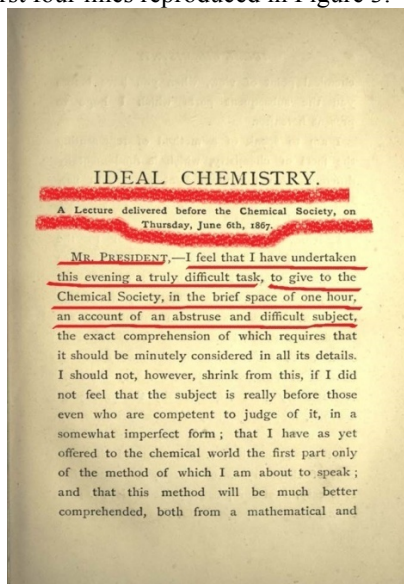 first four lines reproduced in Figure 3.
IDEAL CHEMISTRY.
A Lecture delivered before the Chemical Society, on
Thursday, June 6th, 1867.
MR. PRESIDENT,—I feel that I have undertaken
this evening a truly difficult task, to give to the
Chemical Society, in the brief space of one hour,
an account of an abstruse and difficult subject,
the exact comprehension of which requires that
it should be minutely considered in all its details.
I should not, however, shrink from this, if I did
not feel that the subject is really before those
even who are competent to judge of it, in a
somewhat imperfect form ; that I have as yet
offered to the chemical world the first part only
of the method of which I am about to speak ;
and that this method will be much better
comprehended, both from a mathematical and